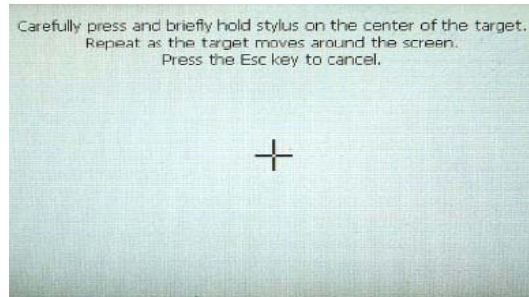 Carefully press and briefly hold stylus on the center of the target.
Repeat as the target moves around the screen.
Press the Esc key to cancel.